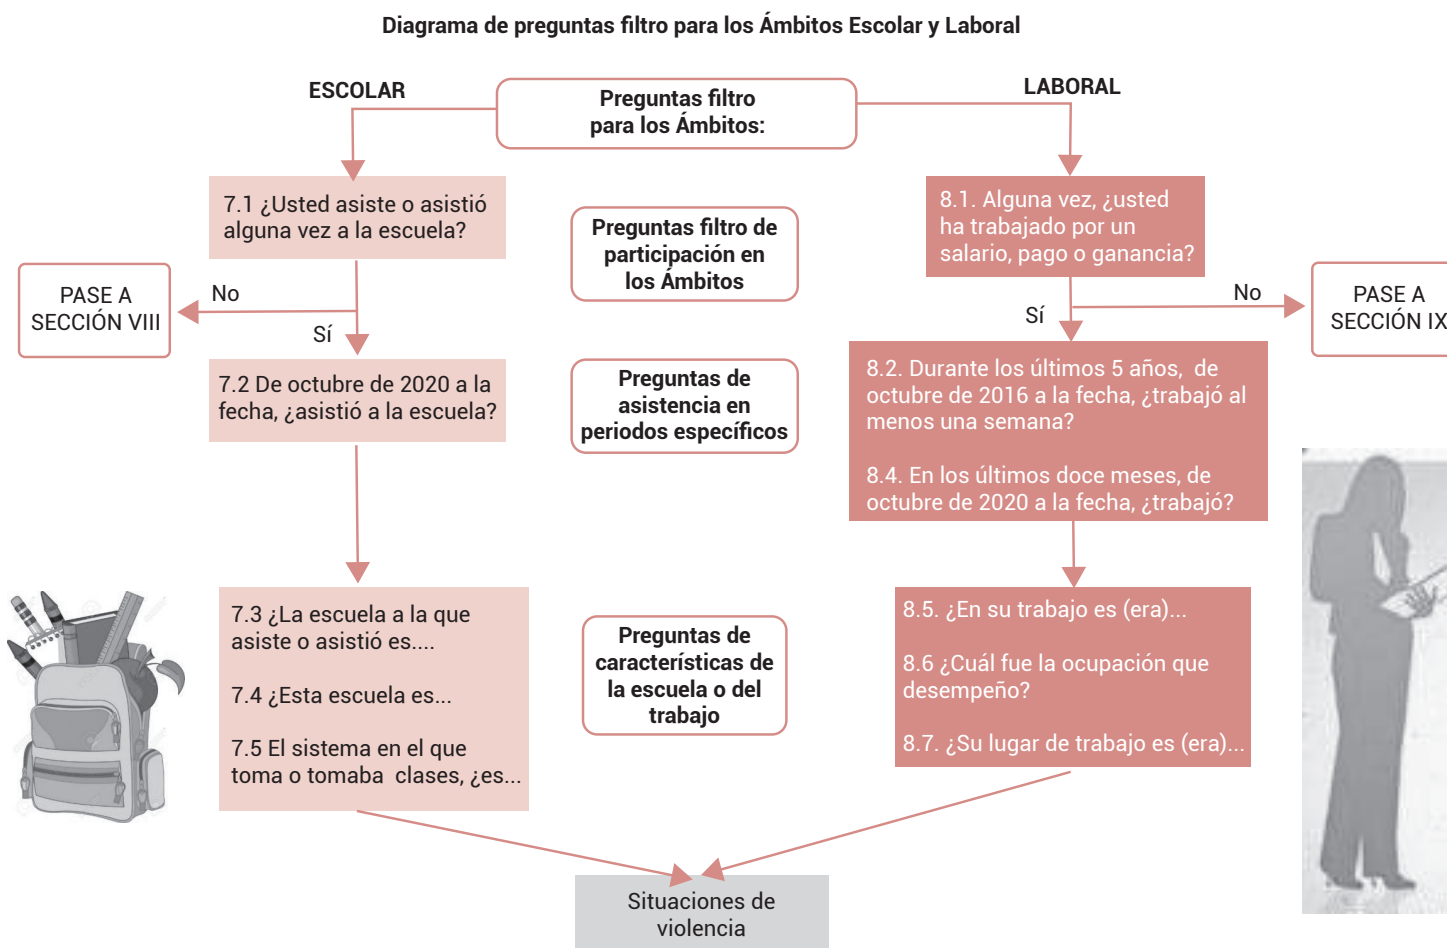 Diagrama de preguntas filtro para los Ámbitos Escolar y Laboral
ESCOLAR
Preguntas filtro
para los Ámbitos:
LABORAL
7.1 ¿Usted asiste o asistió
alguna vez a la escuela?
Preguntas filtro de
participación en
los Ámbitos
8.1. Alguna vez, ¿usted
ha trabajado por un
salario, pago o ganancia?
PASE A
SECCIÓN VIII
No
Sí
Sí
No
PASE A
SECCIÓN IX
7.2 De octubre de 2020 a la
fecha, ¿asistió a la escuela?
Preguntas de
asistencia en
periodos específicos
8.2. Durante los últimos 5 años, de
octubre de 2016 a la fecha, ¿trabajó al
menos una semana?
8.4. En los últimos doce meses, de
octubre de 2020 a la fecha, ¿trabajó?
7.3 ¿La escuela a la que
asiste o asistió es....
7.4 ¿Esta escuela es...
7.5 El sistema en el que
toma o tomaba clases, ¿es...
Preguntas de
característícas de
la escuela o del
trabajo
8.5. ¿En su trabajo es (era)...
8.6 ¿Cuál fue la ocupación que
desempeño?
8.7. ¿Su lugar de trabajo es (era)...
Situaciones de
violencia